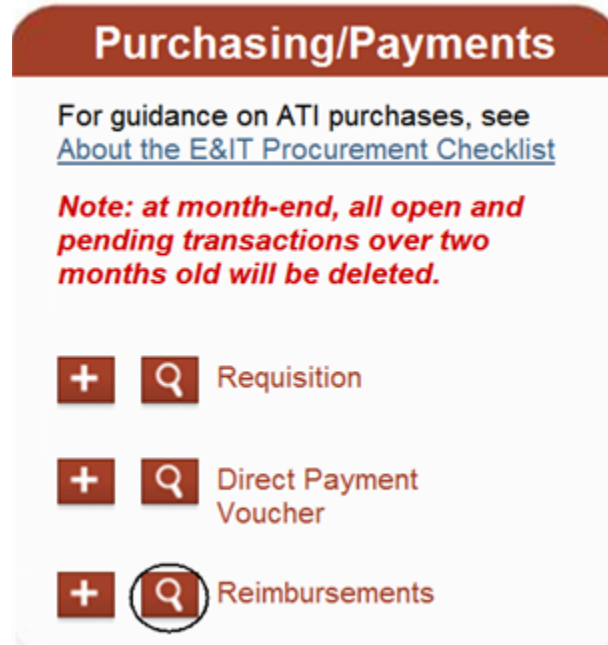 Purchasing/Payments
For guidance on ATI purchases, see
About the E&IT Procurement Checklist
Note: at month-end, all open and
pending transactions over two
months old will be deleted.
Requisition
Direct Payment
Voucher
Reimbursements